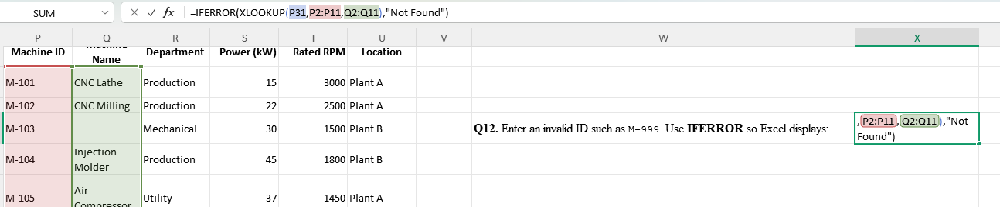 SUM =IFERROR(XLOOKUP(P31,P2:P11,Q2:Q11),"Not Found")
P Q R S T U V W X
Machine ID Machine Name Department Power (kW) Rated RPM Location
M-101 CNC Lathe Production 15 3000 Plant A
M-102 CNC Milling Production 22 2500 Plant A
M-103 Mechanical 30 1500 Plant B
Q12. Enter an invalid ID such as M-999. Use IFERROR so Excel displays:
,P2:P11,Q2:Q11),"Not
Found")
M-104 Injection Molder Production 45 1800 Plant B
M-105 Air Compressor Utility 37 1450 Plant A